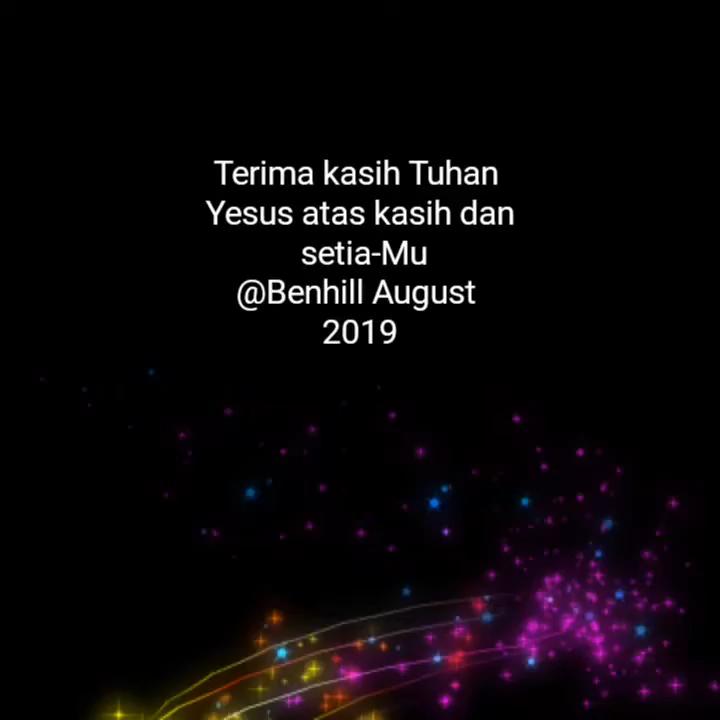 Terima kasih Tuhan
Yesus atas kasih dan
setia-Mu
@Benhill August
2019